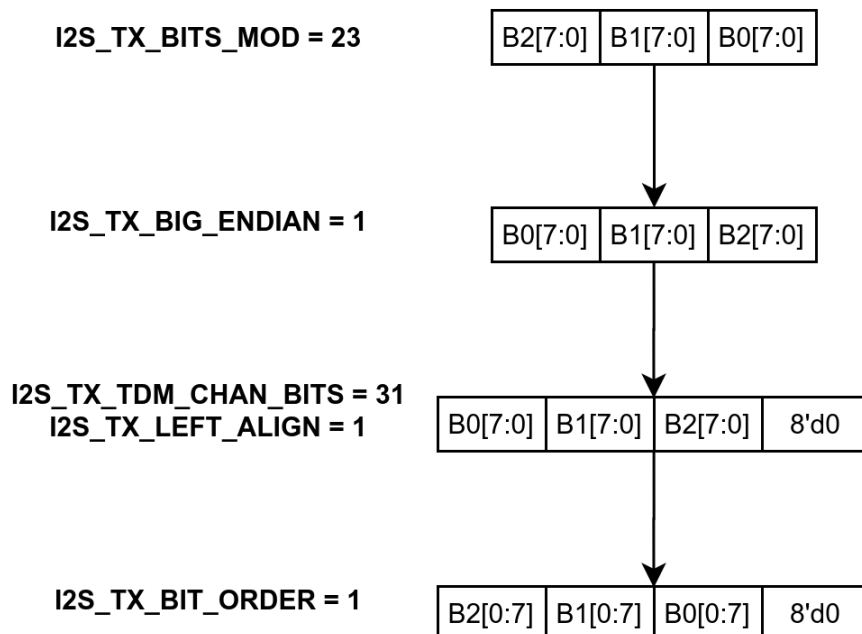 I2S_TX_BITS_MOD = 23
B2[7:0] B1[7:0] B0[7:0]
I2S_TX_BIG_ENDIAN = 1
B0[7:0] B1[7:0] B2[7:0]
I2S_TX_TDM_CHAN_BITS = 31
I2S_TX_LEFT_ALIGN = 1
B0[7:0] B1[7:0] B2[7:0] 8'd0
I2S_TX_BIT_ORDER = 1
B2[0:7] B1[0:7] B0[0:7] 8'd0